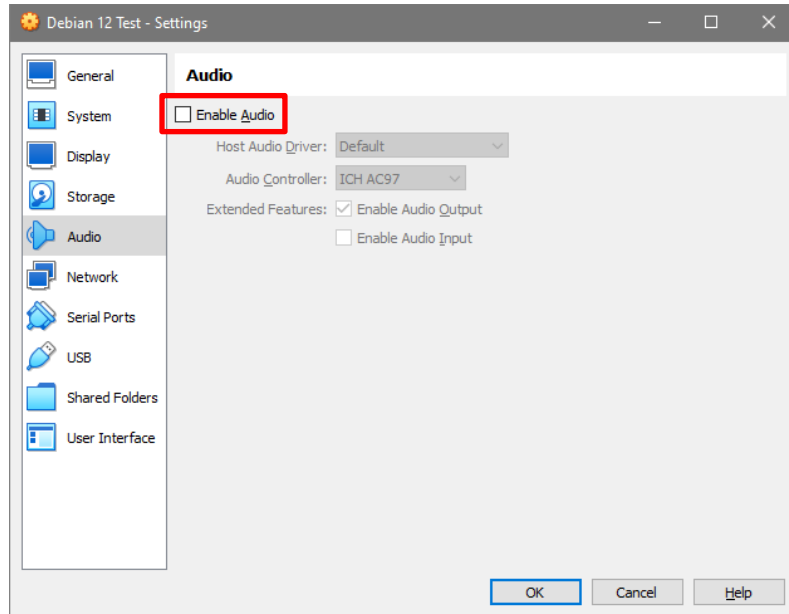 Debian 12 Test - Settings
General
System
Display
Storage
Audio
Network
Serial Ports
USB
Shared Folders
User Interface
Audio
Enable Audio
Host Audio Driver: Default
Audio Controller: ICH AC97
Extended Features: Enable Audio Output
Enable Audio Input
OK Cancel Help